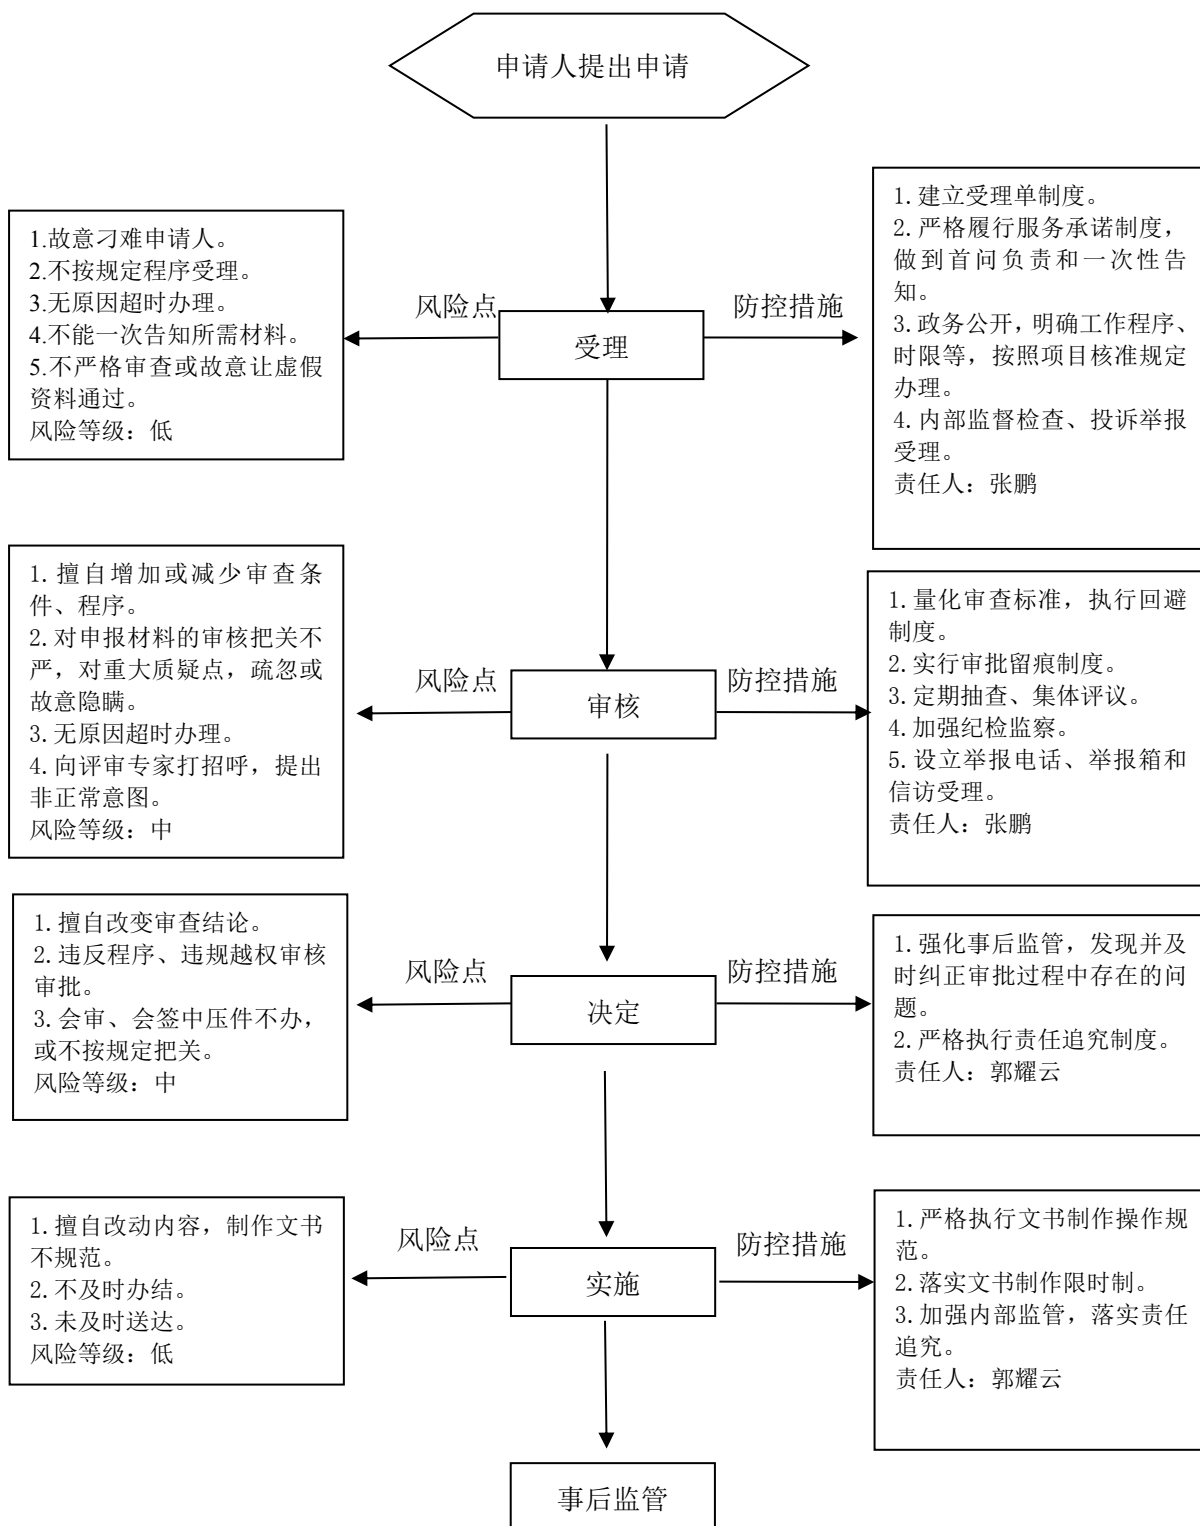 申请人提出申请
1.故意刁难申请人。
2.不按规定程序受理。
3.无原因超时办理。
4.不能一次告知所需材料。
5.不严格审查或故意让虚假
资料通过。
风险等级：低
风险点
受理
防控措施
1.建立受理单制度。
2.严格履行服务承诺制度，
做到首问负责和一次性告
知。
3.政务公开，明确工作程序、
时限等，按照项目核准规定
办理。
4.内部监督检查、投诉举报
受理。
责任人：张鹏
1.擅自增加或减少审查条
件、程序。
2.对申报材料的审核把关不
严，对重大质疑点，疏忽或
故意隐瞒。
3.无原因超时办理。
4.向评审专家打招呼，提出
非正常意图。
风险等级：中
风险点
审核
防控措施
1.量化审查标准，执行回避
制度。
2.实行审批留痕制度。
3.定期抽查、集体评议。
4.加强纪检监察。
5.设立举报电话、举报箱和
信访受理。
责任人：张鹏
1.擅自改变审查结论。
2.违反程序、违规越权审核
审批。
3.会审、会签中压件不办，
或不按规定把关。
风险等级：中
风险点
决定
防控措施
1.强化事后监管，发现并及
时纠正审批过程中存在的问
题。
2.严格执行责任追究制度。
责任人：郭耀云
1.擅自改动内容，制作文书
不规范。
2.不及时办结。
3.未及时送达。
风险等级：低
风险点
实施
防控措施
1.严格执行文书制作操作规
范。
2.落实文书制作限时制。
3.加强内部监管，落实责任
追究。
责任人：郭耀云
事后监管